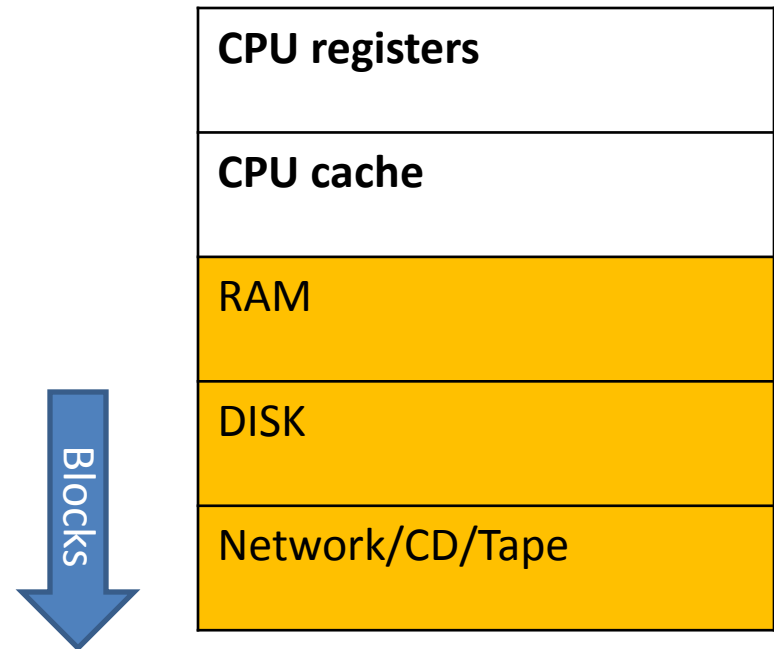 CPU registers
CPU cache
RAM
DISK
Network/CD/Tape
Blocks